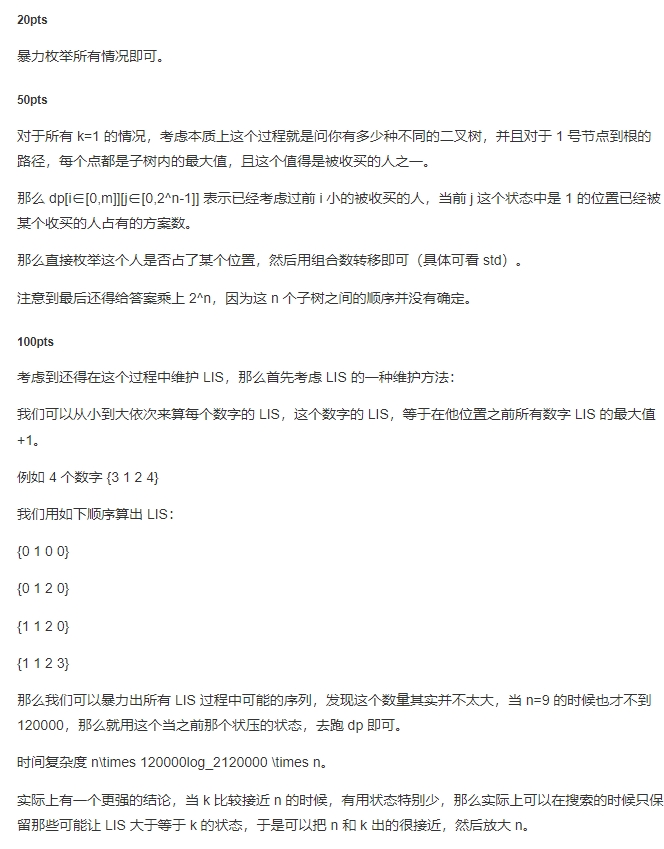 20pts
暴力枚举所有情况即可。
50pts
对于所有 k=1 的情况，考虑本质上这个过程就是问你有多少种不同的二叉树，并且对于 1 号节点到根的
路径，每个点都是子树内的最大值，且这个值得是被收买的人之一。
那么 dp[i∈[0,m]][j∈[0,2^n-1]] 表示已经考虑过前 i 小的被收买的人，当前 j 这个状态中是 1 的位置已经被
某个收买的人占有的方案数。
那么直接枚举这个人是否占了某个位置，然后用组合数转移即可（具体可看 std）。
注意到最后还得给答案乘上 2^n，因为这 n 个子树之间的顺序并没有确定。
100pts
考虑到还得在这个过程中维护 LIS，那么首先考虑 LIS 的一种维护方法：
我们可以从小到大依次来算每个数字的 LIS，这个数字的 LIS，等于在他位置之前所有数字 LIS 的最大值
+1。
例如 4 个数字 {3 1 2 4}
我们用如下顺序算出 LIS：
{0 1 0 0}
{0 1 2 0}
{1 1 2 0}
{1 1 2 3}
那么我们可以暴力出所有 LIS 过程中可能的序列，发现这个数量其实并不太大，当 n=9 的时候也才不到
120000，那么就用这个当之前那个状压的状态，去跑 dp 即可。
时间复杂度 n\times 120000log_2120000 \times n。
实际上有一个更强的结论，当 k 比较接近 n 的时候，有用状态特别少，那么实际上可以在搜索的时候只保
留那些可能让 LIS 大于等于 k 的状态，于是可以把 n 和 k 出的很接近，然后放大 n。